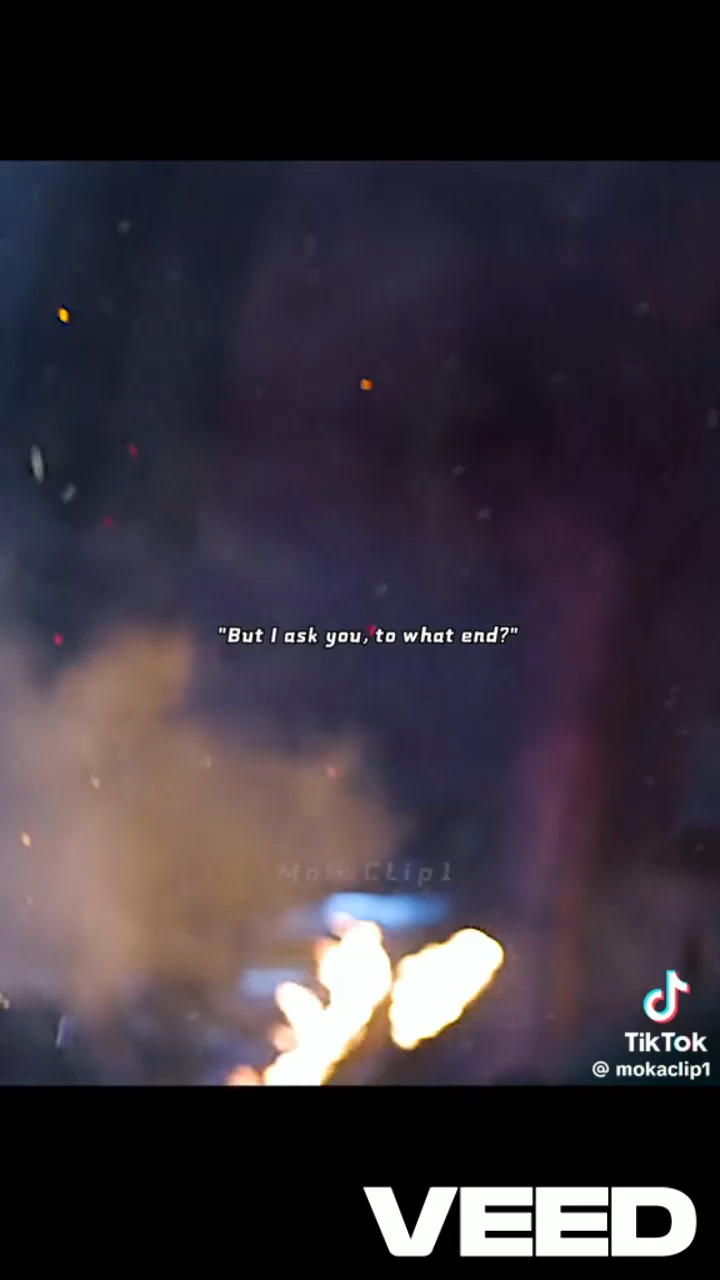 "But I ask you, to what end?"
MokaCLip1
TikTok
@ mokaclip1
VEED